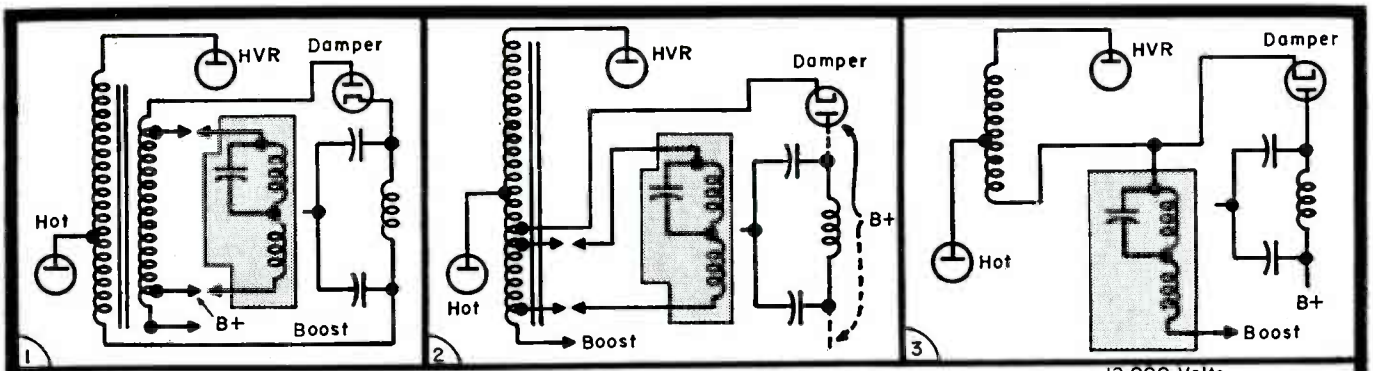 HVR
Damper
Hot
B+
Boost
1
HVR
Damper
B+
Hot
Boost
2
HVR
Damper
Hot
B+
Boost
3